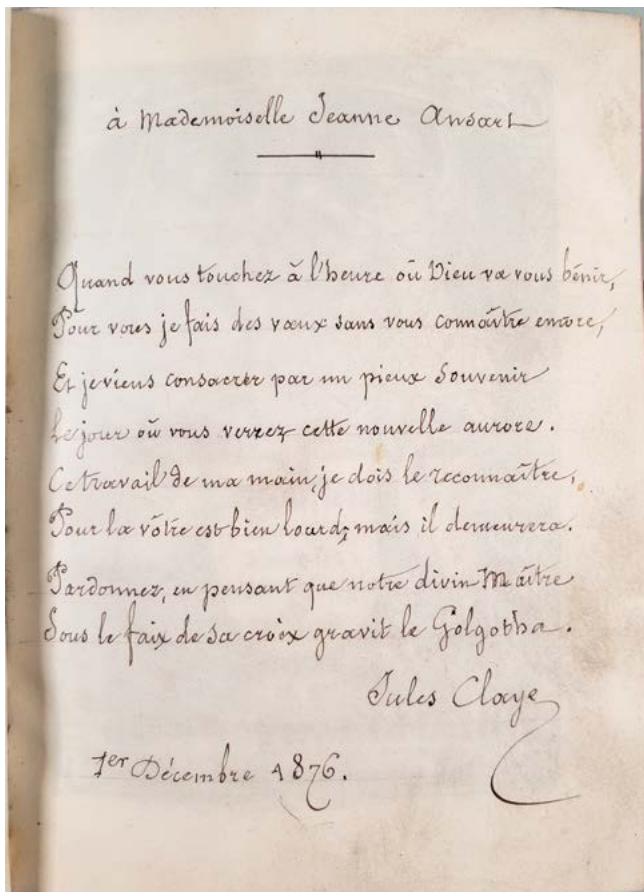 à Mademoiselle Jeanne Ansart
Quand vous touchez à l'heure où Dieu va vous bénir,
Pour vous je fais des vœux sans vous connaître encore,
Et je viens consacrer par un pieux Souvenir
Le jour où vous verrez cette nouvelle aurore.
Ce travail de ma main, je dois le reconnaître,
Pour la vôtre est bien lourd, mais il demeurera.
Pardonnez, en pensant que notre divin Maître
Sous le faix de sa croix gravit le Golgotha.
Jules Claye
1er Décembre 1876.